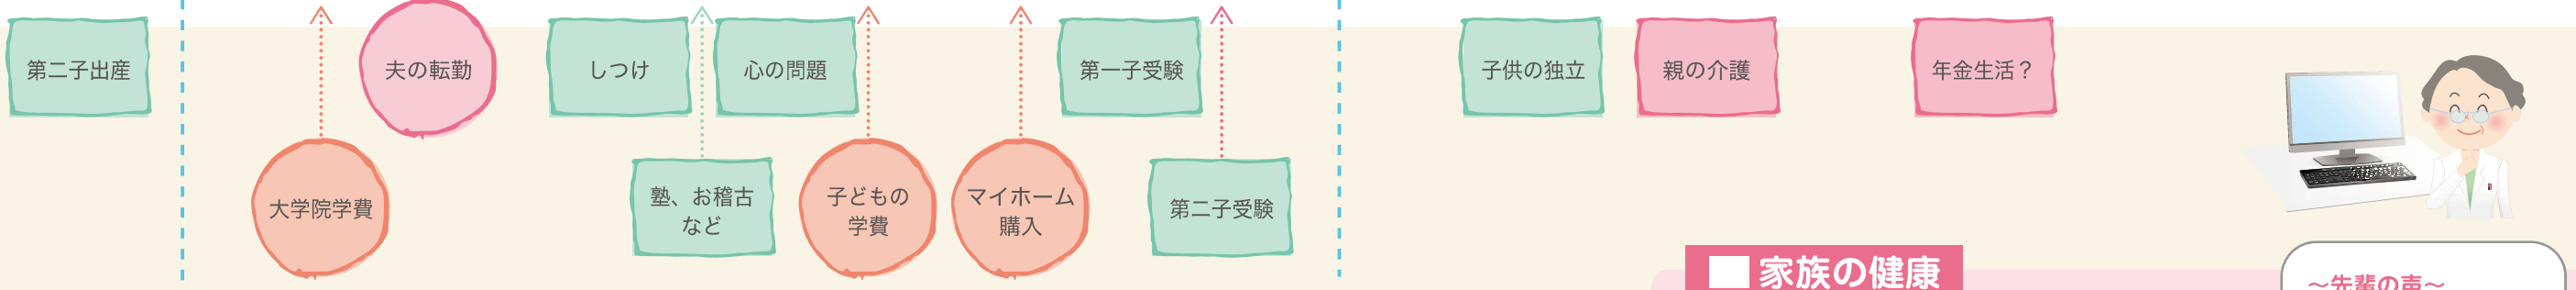 第二子出産
夫の転勤
しつけ
心の問題
第一子受験
子供の独立
親の介護
年金生活？
大学院学費
塾、お稽古
など
子どもの
学費
マイホーム
購入
第二子受験
家族の健康
〜先輩の声〜